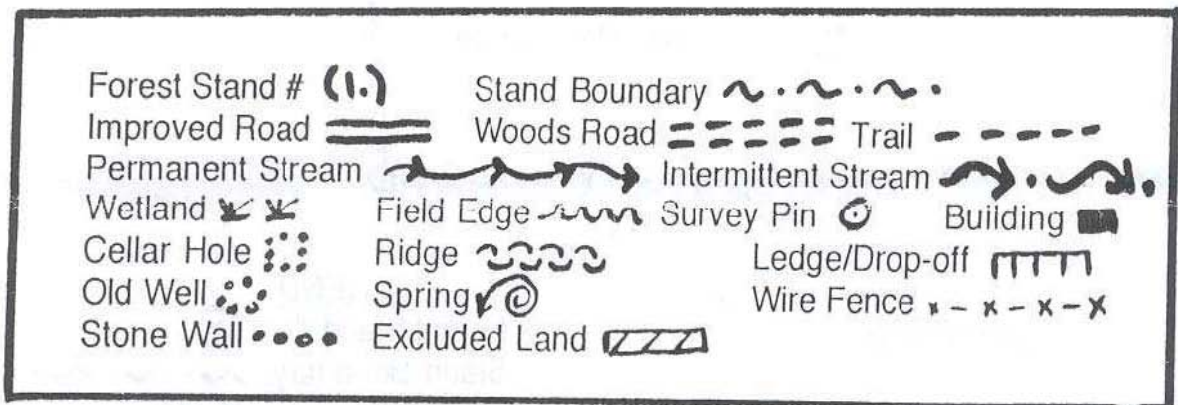 Forest Stand # (1.) Stand Boundary
Improved Road Woods Road Trail
Permanent Stream Intermittent Stream
Wetland Field Edge Survey Pin Building
Cellar Hole Ridge Ledge/Drop-off
Old Well Spring Wire Fence
Stone Wall Excluded Land